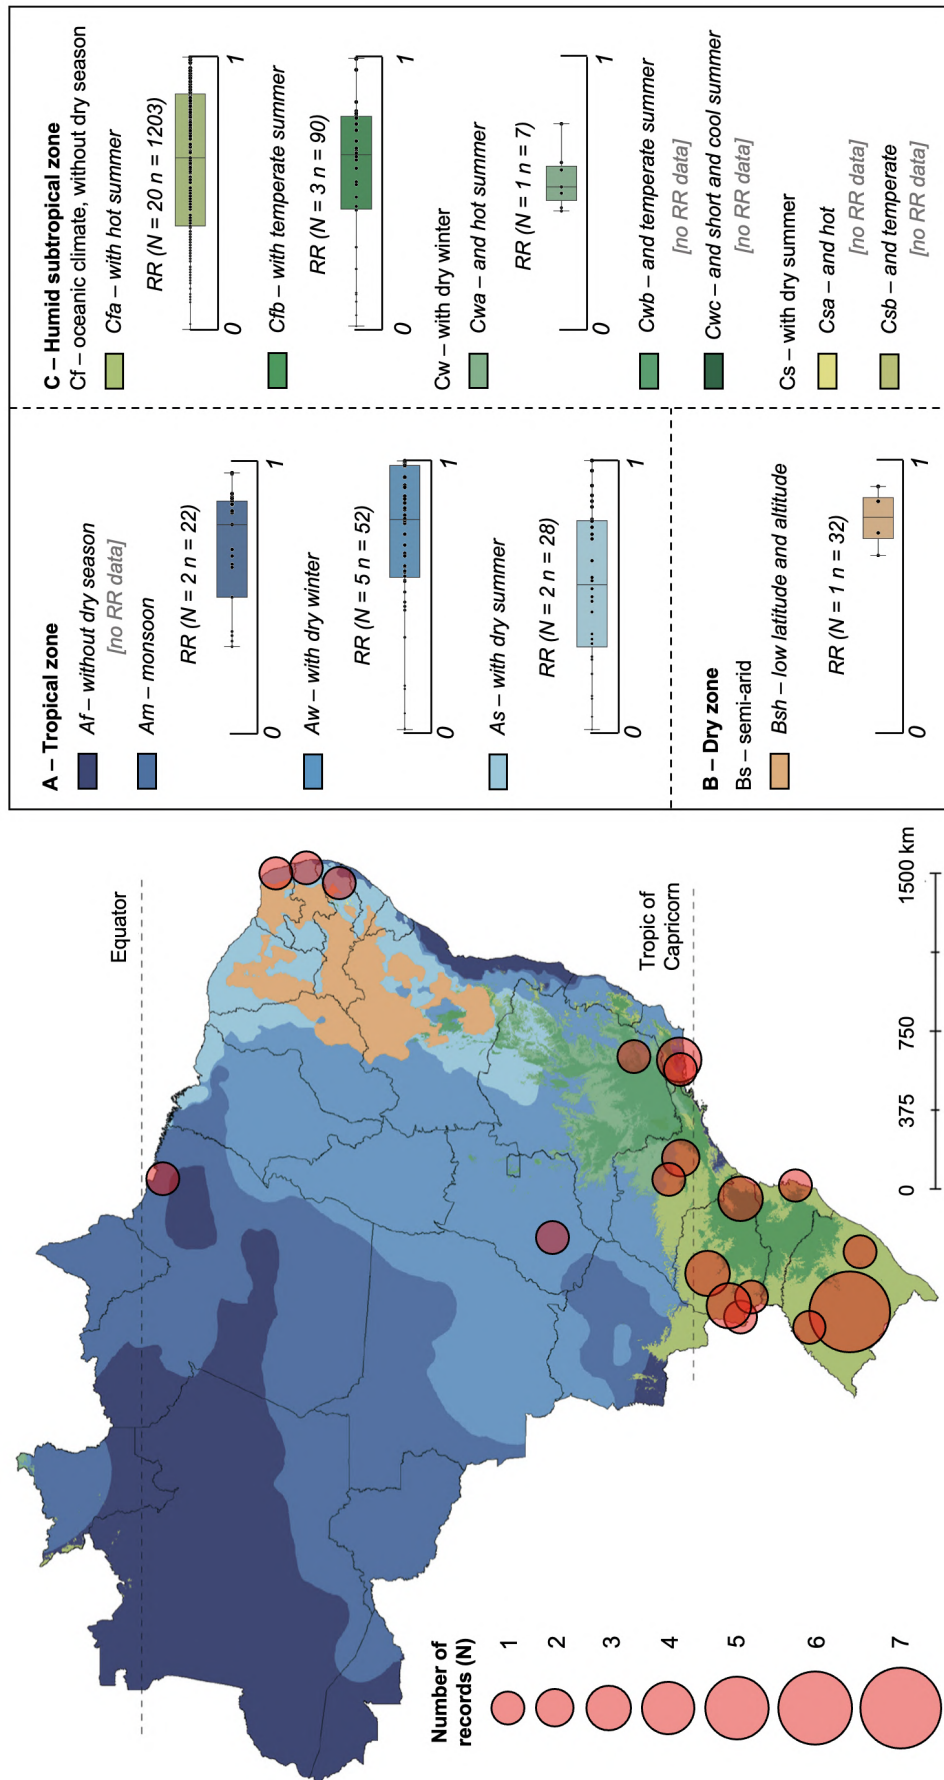 Equator
Tropic of
Capricorn
Number of
records (N)
1
2
3
4
5
6
7
0
375
750
1500 km
A – Tropical zone
Af – without dry season
[no RR data]
Am – monsoon
RR (N = 2 n = 22)
0
1
Aw – with dry winter
RR (N = 5 n = 52)
0
1
As – with dry summer
RR (N = 2 n = 28)
0
1
B – Dry zone
Bs – semi-arid
Bsh – low latitude and altitude
RR (N = 1 n = 32)
0
1
C – Humid subtropical zone
Cf – oceanic climate, without dry season
Cfa – with hot summer
RR (N = 20 n = 1203)
0
1
Cfb – with temperate summer
RR (N = 3 n = 90)
0
1
Cw – with dry winter
Cwa – and hot summer
RR (N = 1 n = 7)
0
1
Cwb – and temperate summer
[no RR data]
Cwc – and short and cool summer
[no RR data]
Cs – with dry summer
Csa – and hot
[no RR data]
Csb – and temperate
[no RR data]